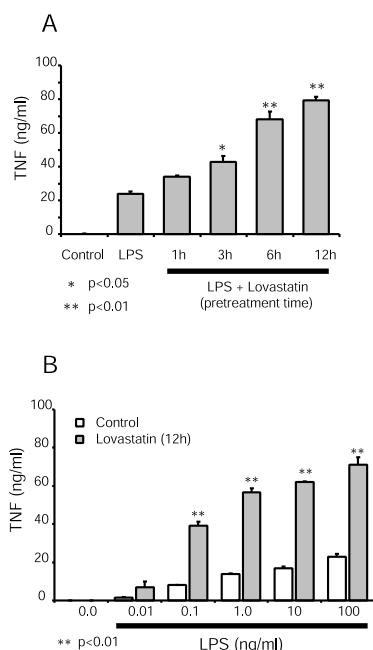 A
TNF (ng/ml)
100
80
60
40
20
0
*
**
**
Control LPS 1h 3h 6h 12h
* p<0.05
** p<0.01
LPS + Lovastatin
(pretreatment time)
B
TNF (ng/ml)
100
80
60
40
20
0
Control
Lovastatin (12h)
**
**
**
**
0.0 0.01 0.1 1.0 10 100
** p<0.01
LPS (ng/ml)